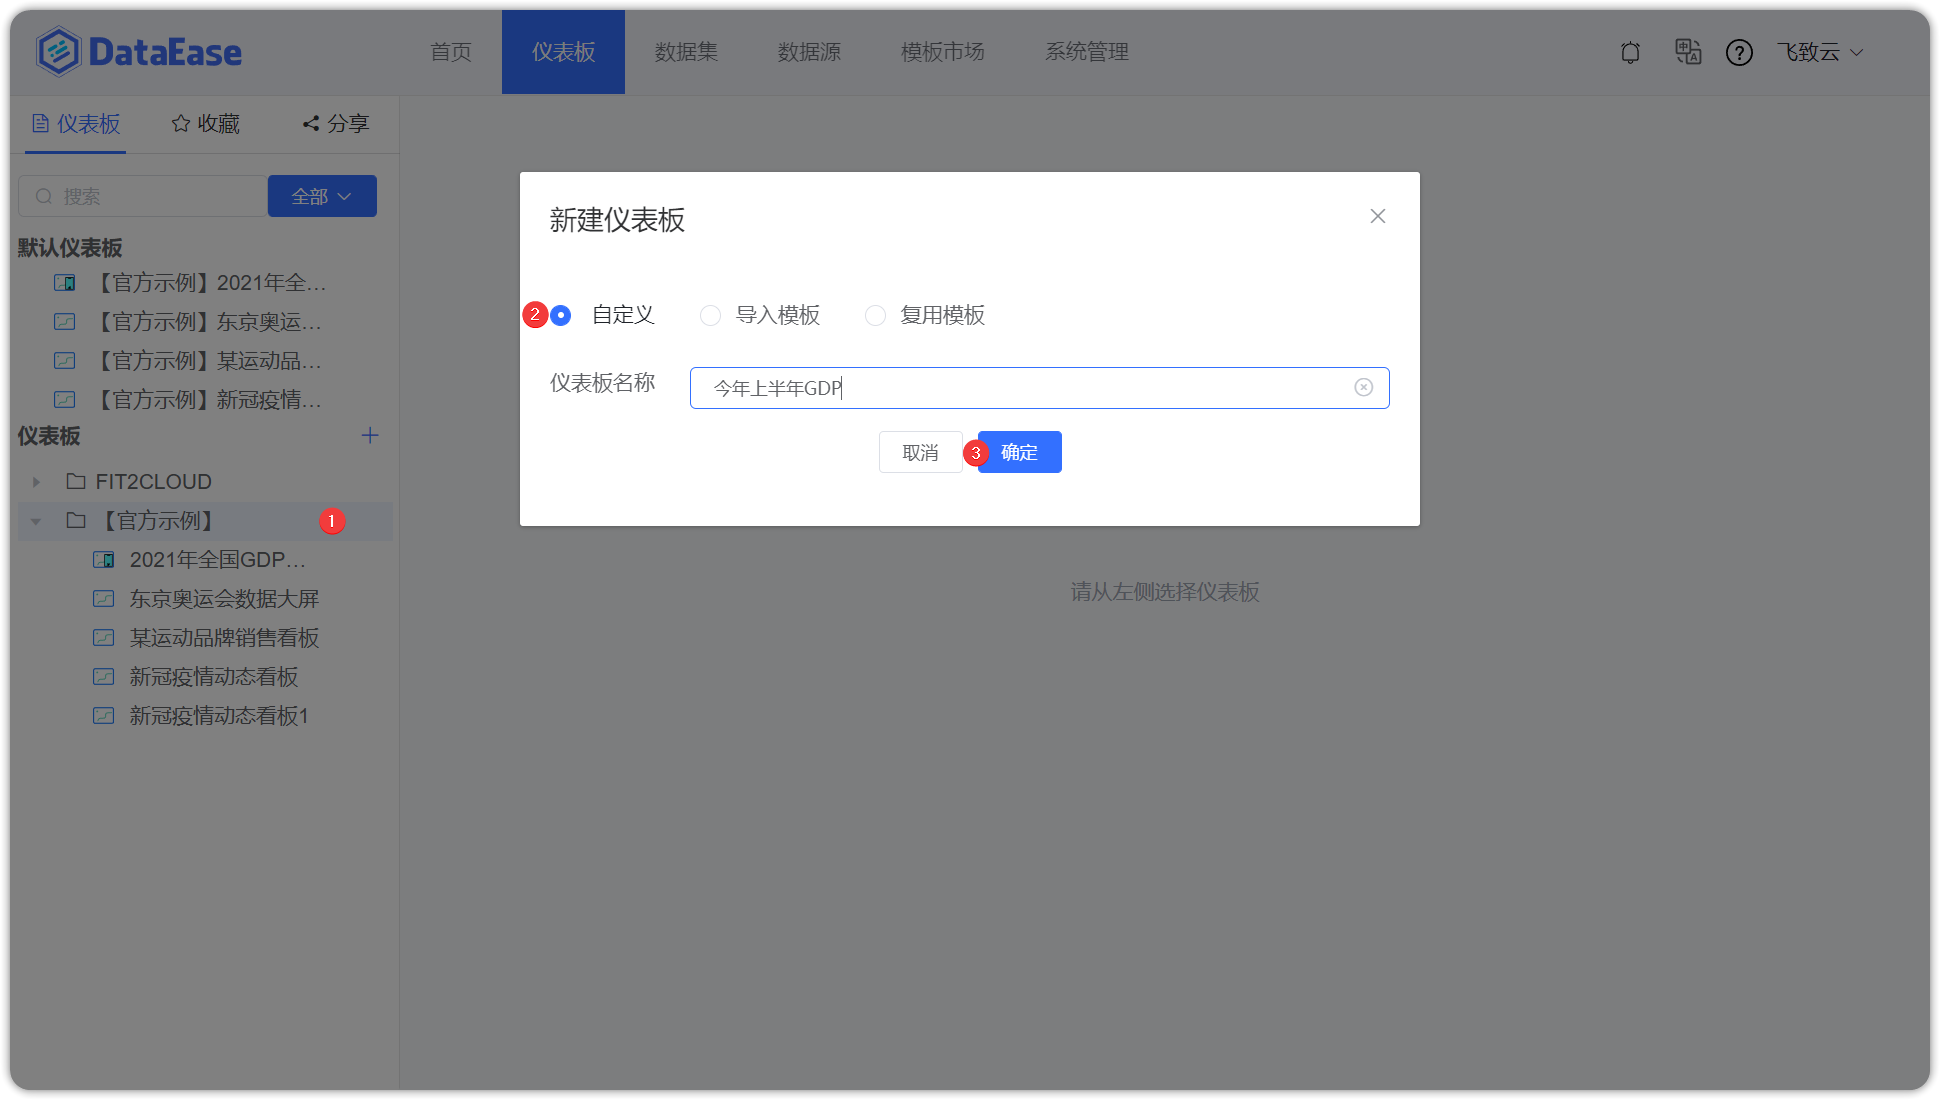 DataEase
首页
仪表板
数据集
数据源
模板市场
系统管理
中
A
?
飞致云
仪表板
收藏
分享
搜索
全部
默认仪表板
【官方示例】2021年全...
【官方示例】东京奥运...
【官方示例】某运动品...
【官方示例】新冠疫情...
仪表板
FIT2CLOUD
【官方示例】
1
2021年全国GDP...
东京奥运会数据大屏
某运动品牌销售看板
新冠疫情动态看板
新冠疫情动态看板1
新建仪表板
2
自定义
导入模板
复用模板
仪表板名称
今年上半年GDP
取消
3
确定
请从左侧选择仪表板